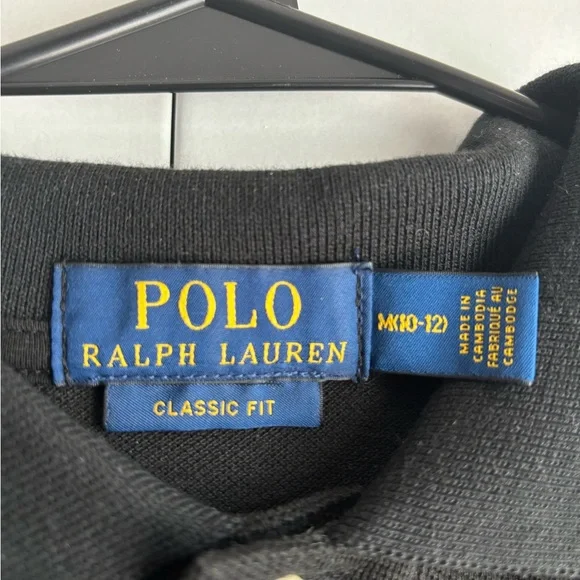 POLO
RALPH LAUREN
CLASSIC FIT
M(10-12)
MADE IN
CAMBODIA
FABRIQUÉ AU
CAMBODGE